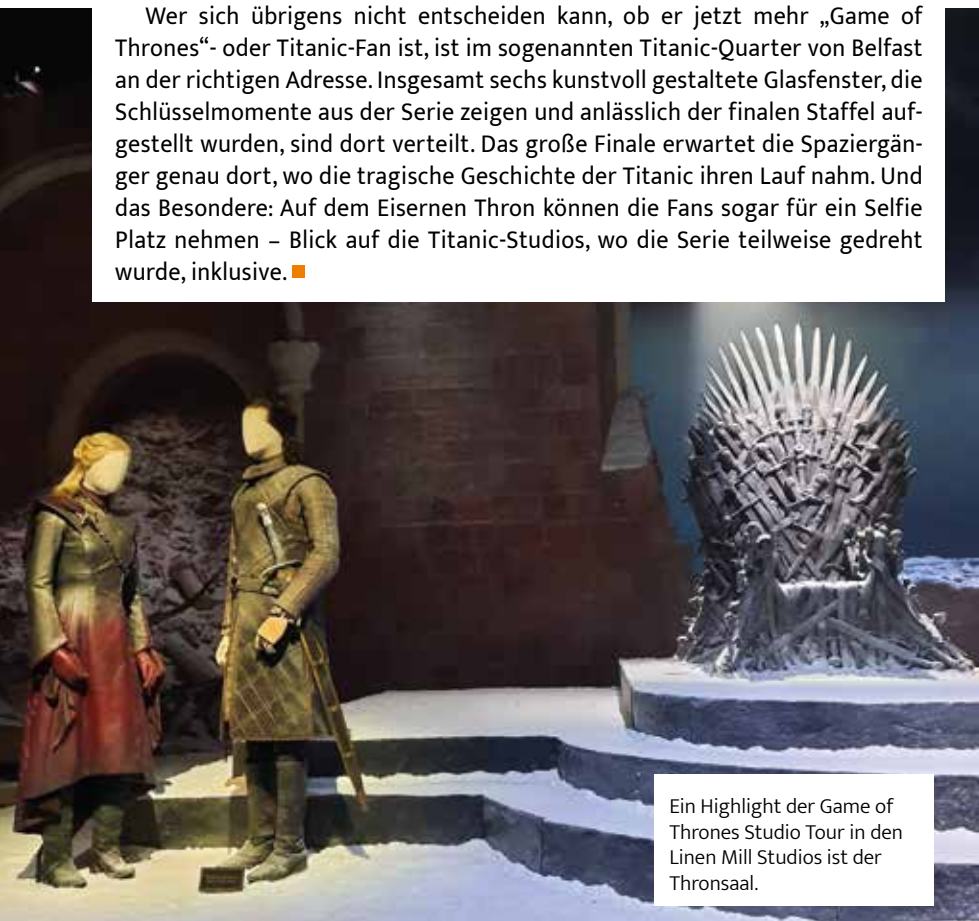 Wer sich übrigens nicht entscheiden kann, ob er jetzt mehr „Game of
Thrones“- oder Titanic-Fan ist, ist im sogenannten Titanic-Quarter von Belfast
an der richtigen Adresse. Insgesamt sechs kunstvoll gestaltete Glasfenster, die
Schlüsselmomente aus der Serie zeigen und anlässlich der finalen Staffel auf-
gestellt wurden, sind dort verteilt. Das große Finale erwartet die Spaziergän-
ger genau dort, wo die tragische Geschichte der Titanic ihren Lauf nahm. Und
das Besondere: Auf dem Eisernen Thron können die Fans sogar für ein Selfie
Platz nehmen – Blick auf die Titanic-Studios, wo die Serie teilweise gedreht
wurde, inklusive. ■
Ein Highlight der Game of
Thrones Studio Tour in den
Linen Mill Studios ist der
Thronsaal.